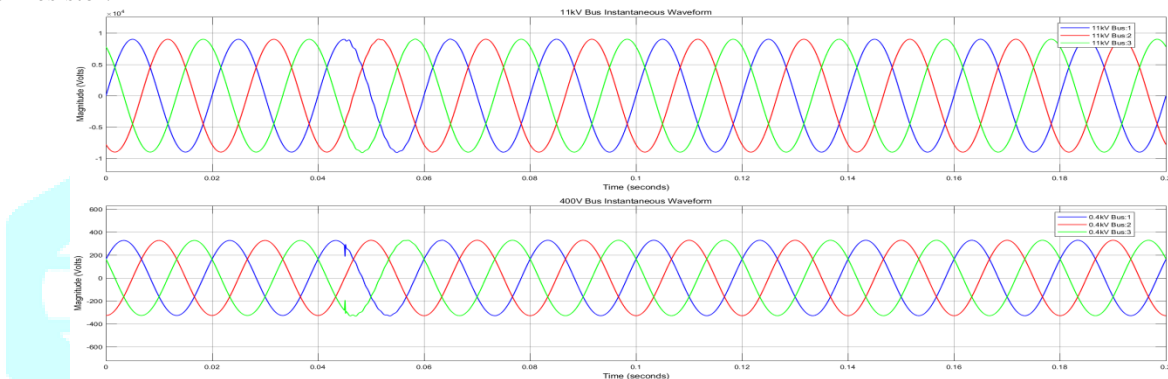 11kV Bus Instantaneous Waveform
×10⁴
1
0.5
0
-0.5
-1
Magnitude (Volts)
11kV Bus:1
11kV Bus:2
11kV Bus:3
0 0.02 0.04 0.06 0.08 0.1 0.12 0.14 0.16 0.18 0.2
Time (seconds)
400V Bus Instantaneous Waveform
600
400
200
0
-200
-400
-600
Magnitude (Volts)
0.4kV Bus:1
0.4kV Bus:2
0.4kV Bus:3
0 0.02 0.04 0.06 0.08 0.1 0.12 0.14 0.16 0.18 0.2
Time (seconds)